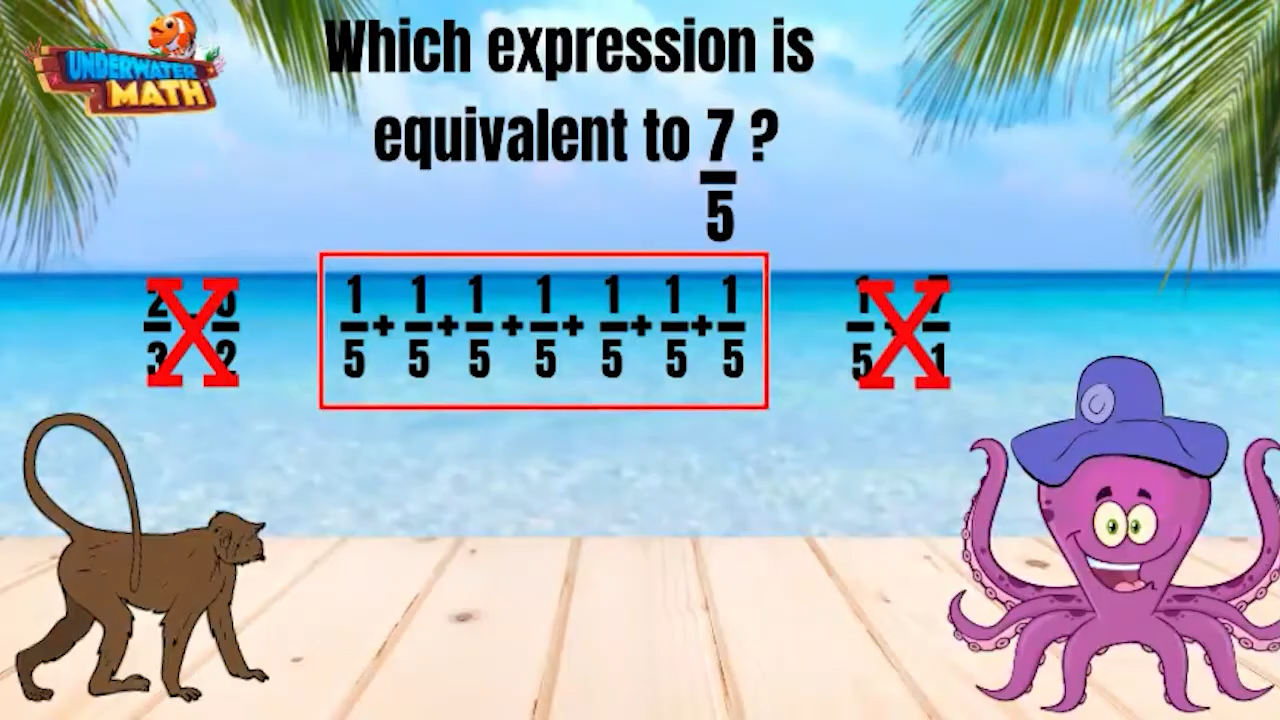 UNDERWATER
MATH
Which expression is
equivalent to 7/5 ?
1/5 + 1/5 + 1/5 + 1/5 + 1/5 + 1/5 + 1/5
X
X